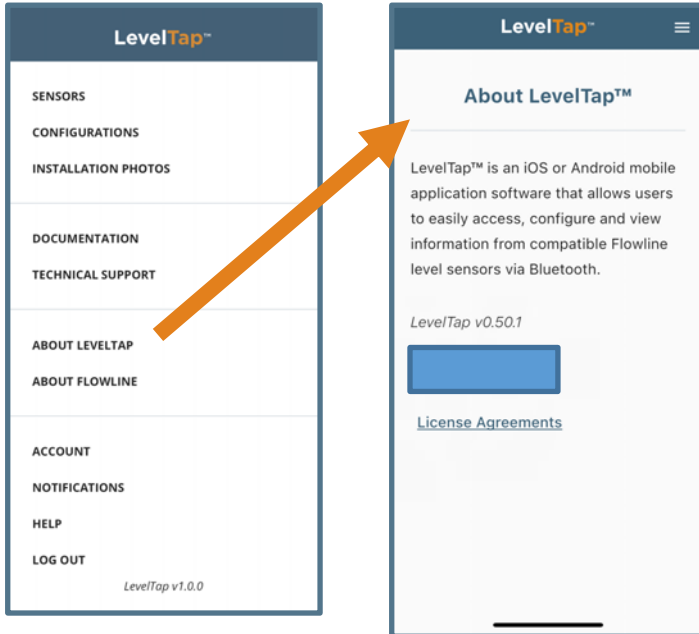 LevelTap™
SENSORS
CONFIGURATIONS
INSTALLATION PHOTOS
DOCUMENTATION
TECHNICAL SUPPORT
ABOUT LEVELTAP
ABOUT FLOWLINE
ACCOUNT
NOTIFICATIONS
HELP
LOG OUT
LevelTap v1.0.0
LevelTap™
About LevelTap™
LevelTap™ is an iOS or Android mobile
application software that allows users
to easily access, configure and view
information from compatible Flowline
level sensors via Bluetooth.
LevelTap v0.50.1
License Agreements